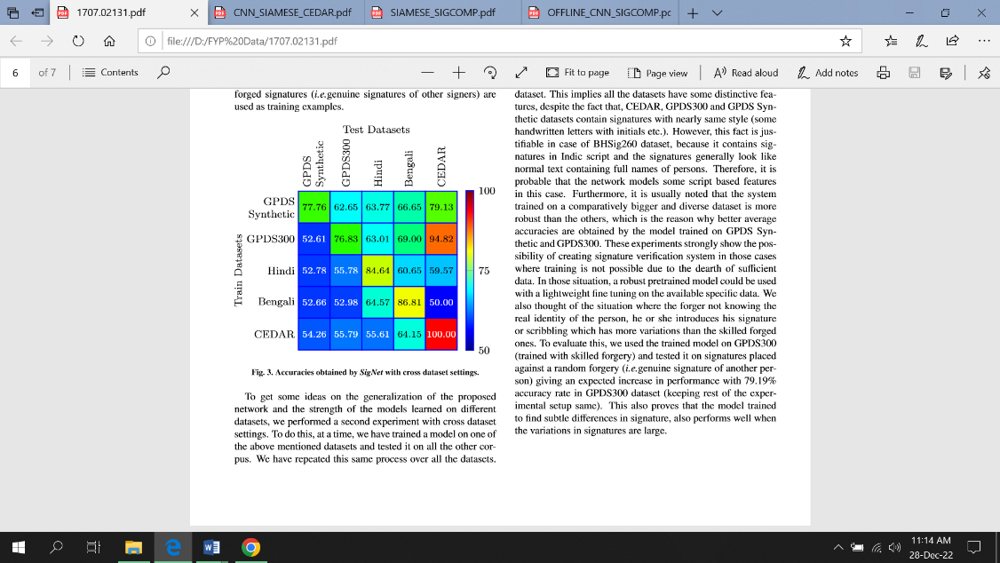 1707.02131.pdf
CNN_SIAMESE_CEDAR.pdf
SIAMESE_SIGCOMP.pdf
OFFLINE_CNN_SIGCOMP.pc
file:///D:/FYP%20Data/1707.02131.pdf
6 of 7
Contents
Fit to page
Page view
Read aloud
Add notes
forged signatures (i.e.genuine signatures of other signers) are
used as training examples.
Test Datasets
GPDS Synthetic
GPDS300
Hindi
Bengali
CEDAR
Train Datasets
GPDS Synthetic 77.76 62.65 63.77 66.65 79.13
GPDS300 52.61 76.83 63.01 69.00 94.82
Hindi 52.78 55.78 84.64 60.65 59.57
Bengali 52.66 52.98 64.57 86.81 50.00
CEDAR 54.26 55.79 55.61 64.15 100.00
100
75
50
Fig. 3. Accuracies obtained by SigNet with cross dataset settings.
To get some ideas on the generalization of the proposed
network and the strength of the models learned on different
datasets, we performed a second experiment with cross dataset
settings. To do this, at a time, we have trained a model on one of
the above mentioned datasets and tested it on all the other cor-
pus. We have repeated this same process over all the datasets.
dataset. This implies all the datasets have some distinctive fea-
tures, despite the fact that, CEDAR, GPDS300 and GPDS Syn-
thetic datasets contain signatures with nearly same style (some
handwritten letters with initials etc.). However, this fact is jus-
tifiable in case of BHSig260 dataset, because it contains sig-
natures in Indic script and the signatures generally look like
normal text containing full names of persons. Therefore, it is
probable that the network models some script based features
in this case. Furthermore, it is usually noted that the system
trained on a comparatively bigger and diverse dataset is more
robust than the others, which is the reason why better average
accuracies are obtained by the model trained on GPDS Syn-
thetic and GPDS300. These experiments strongly show the pos-
sibility of creating signature verification system in those cases
where training is not possible due to the dearth of sufficient
data. In those situation, a robust pretrained model could be used
with a lightweight fine tuning on the available specific data. We
also thought of the situation where the forger not knowing the
real identity of the person, he or she introduces his signature
or scribbling which has more variations than the skilled forged
ones. To evaluate this, we used the trained model on GPDS300
(trained with skilled forgery) and tested it on signatures placed
against a random forgery (i.e.genuine signature of another per-
son) giving an expected increase in performance with 79.19%
accuracy rate in GPDS300 dataset (keeping rest of the exper-
imental setup same). This also proves that the model trained
to find subtle differences in signature, also performs well when
the variations in signatures are large.
11:14 AM
28-Dec-22